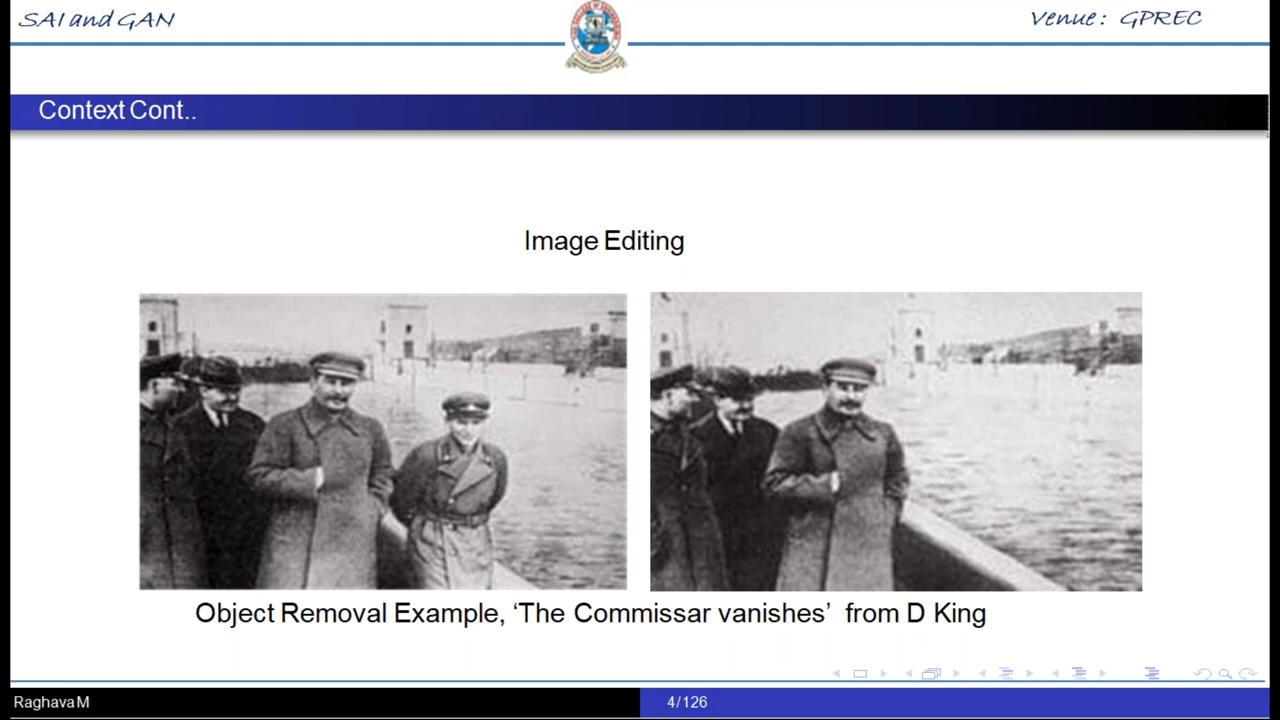 SAI and GAN
Venue: GPREC
Context Cont..
Image Editing
Object Removal Example, ‘The Commissar vanishes’ from D King
Raghava M
4/126